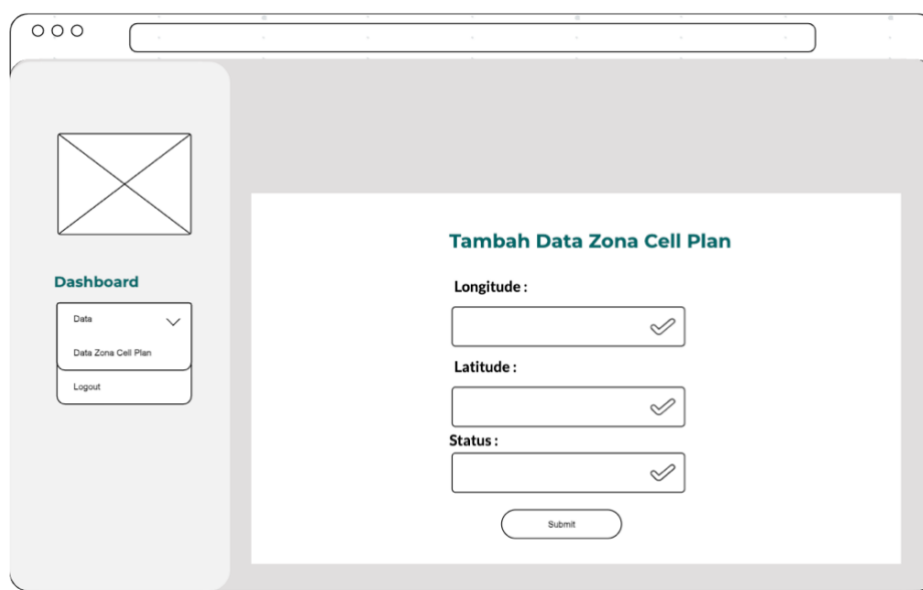 Dashboard
Data
Data Zona Cell Plan
Logout
Tambah Data Zona Cell Plan
Longitude :
Latitude :
Status :
Submit